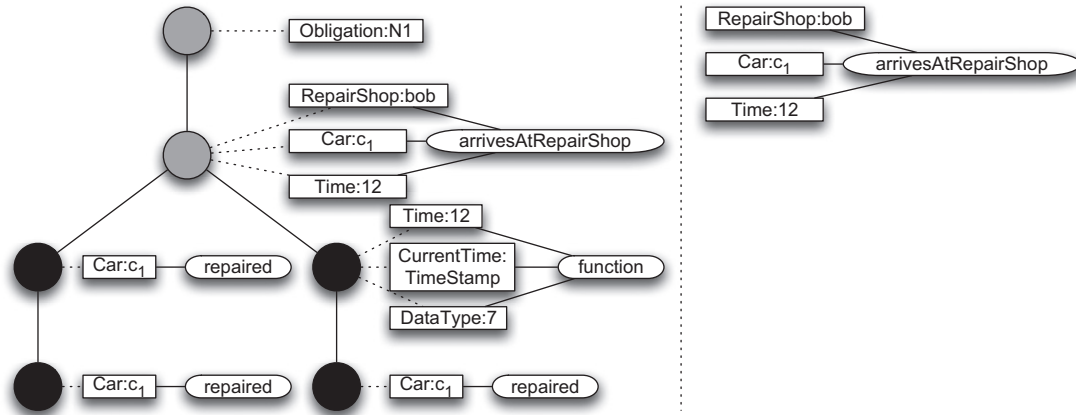 Obligation:N1
RepairShop:bob
Car:c₁
arrivesAtRepairShop
Time:12
Time:12
CurrentTime:
TimeStamp
function
DataType:7
Car:c₁
repaired
Car:c₁
repaired
Car:c₁
repaired
RepairShop:bob
Car:c₁
arrivesAtRepairShop
Time:12